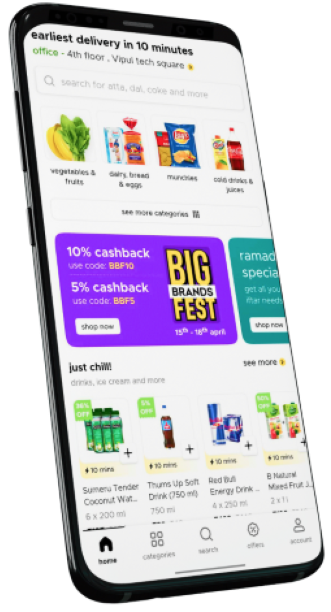 earliest delivery in 10 minutes
office - 4th floor , Vipul tech square
search for atta, dal, coke and more
vegetables & fruits
dairy, bread & eggs
munchies
cold drinks & juices
see more categories
10% cashback
use code: BBF10
5% cashback
use code: BBF5
shop now
BIG
BRANDS
FEST
15th - 18th april
ramad
specia
get all you
iftar needs
shop now
just chill!
see more
drinks, ice cream and more
5% OFF
50% OFF
10 mins
10 mins
10 mins
10 mins
Sumeru Tender Coconut Wat...
Thums Up Soft Drink (750 ml)
Red Bull Energy Drink ...
B Natural Mixed Fruit J...
6 x 200 ml
750 ml
4 x 250 ml
2 x 1 l
home
categories
search
offers
account